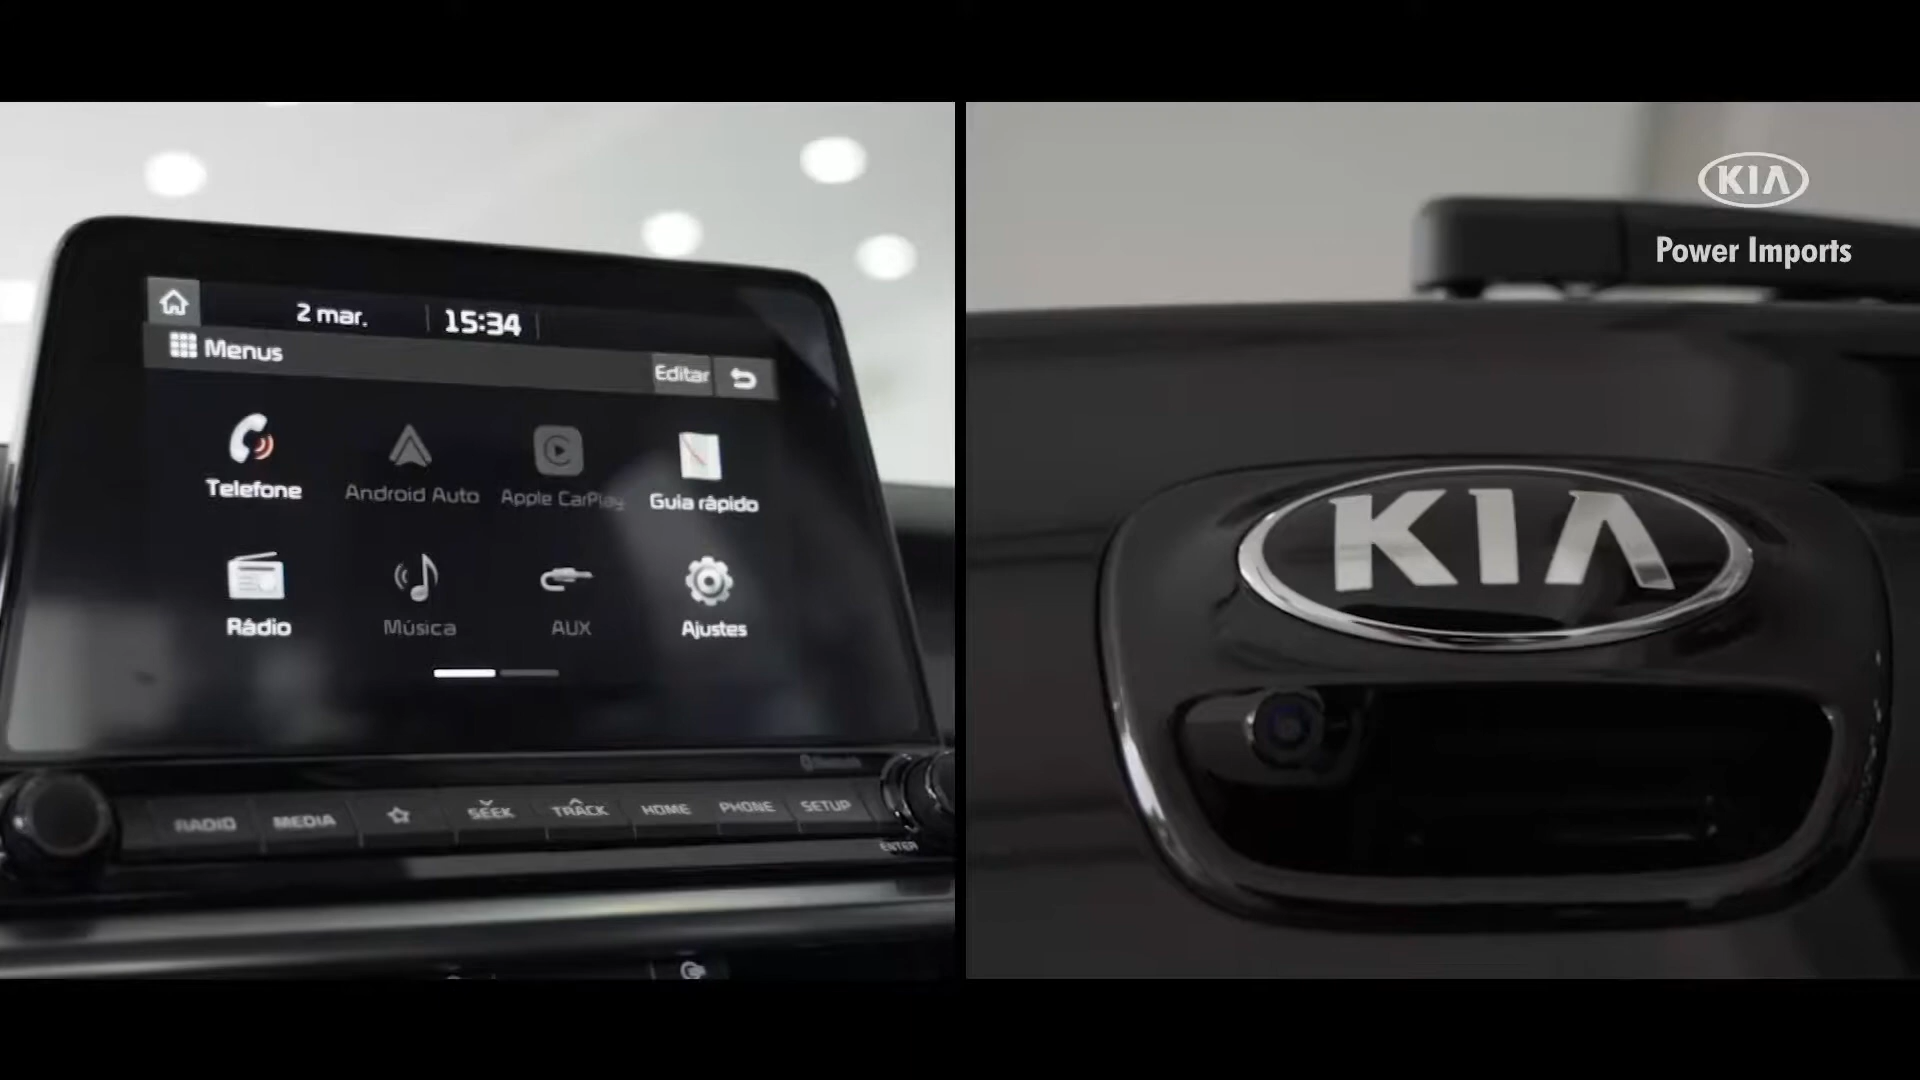 2 mar. 15:34
Menus
Editar
Telefone
Android Auto
Apple CarPlay
Guia rápido
Rádio
Música
AUX
Ajustes
Bluetooth
RADIO MEDIA SEEK TRACK HOME PHONE SETUP
ENTER
KIA
Power Imports
KIA